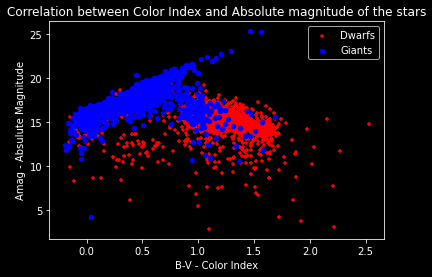 Correlation between Color Index and Absolute magnitude of the stars
Dwarfs
Giants
25
20
15
10
5
Amag - Absolute Magnitude
0.0 0.5 1.0 1.5 2.0 2.5
B-V - Color Index